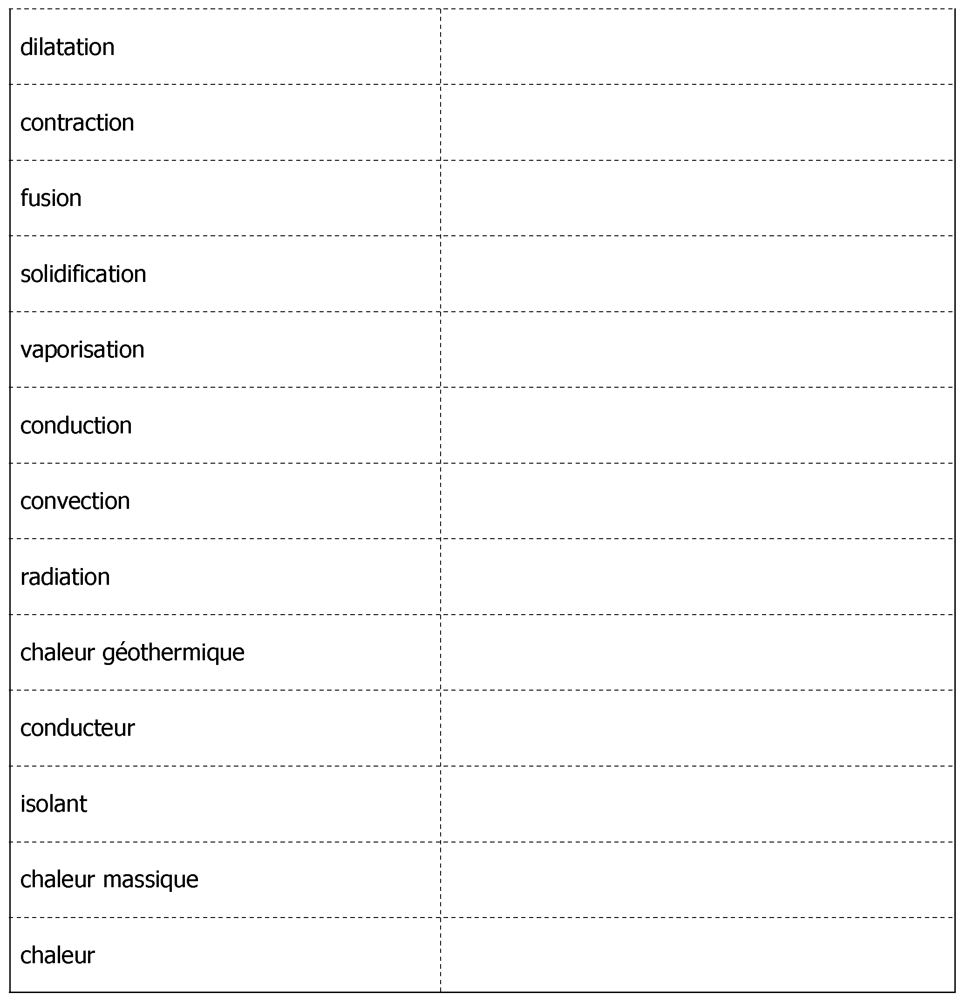 dilatation
contraction
fusion
solidification
vaporisation
conduction
convection
radiation
chaleur géothermique
conducteur
isolant
chaleur massique
chaleur